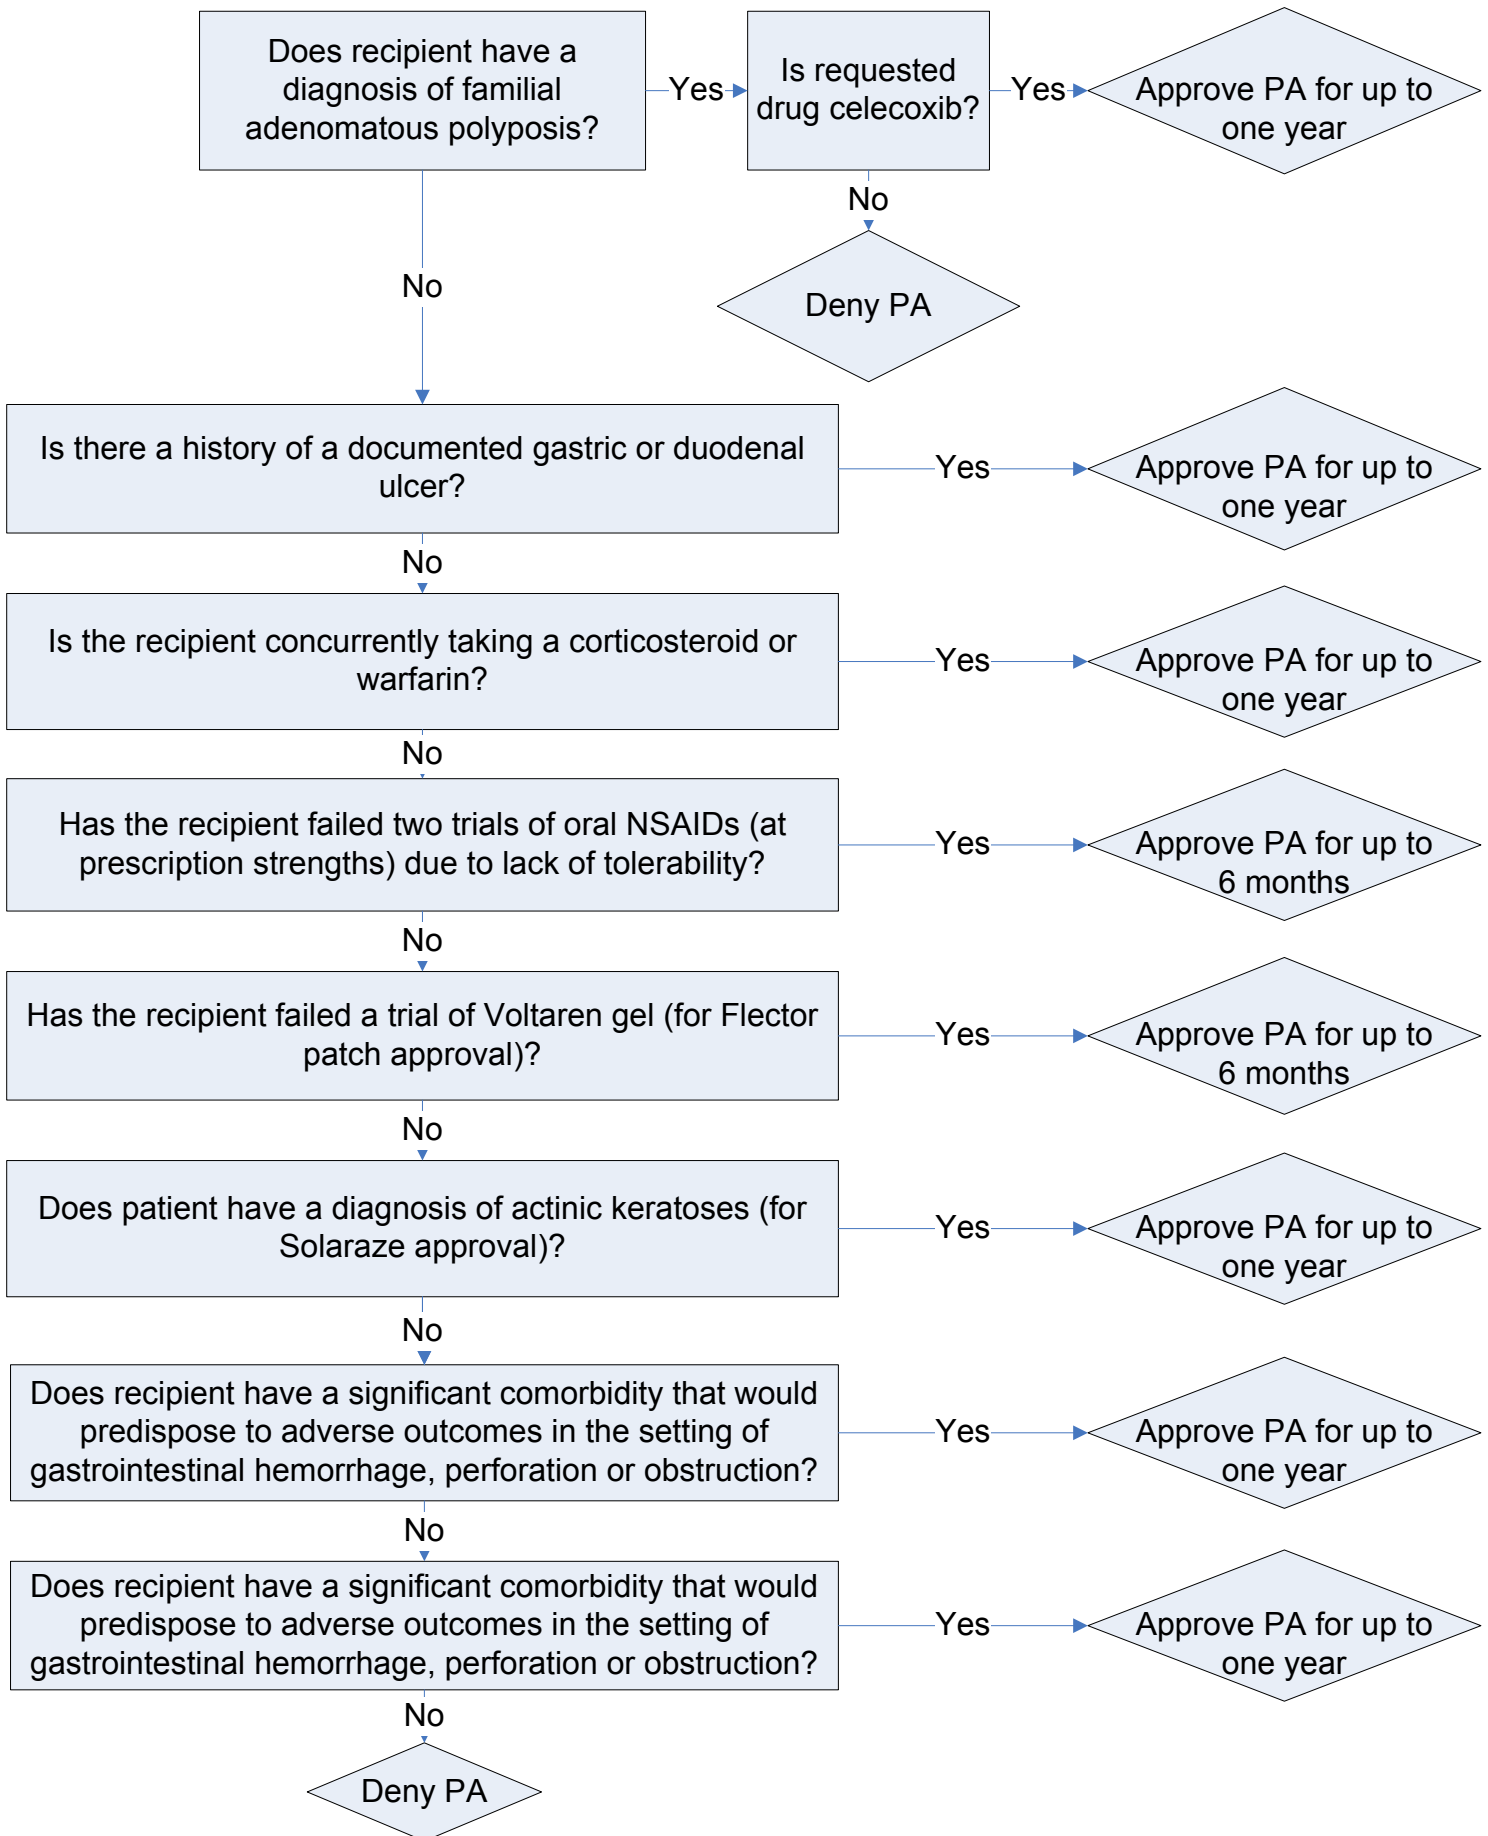 Does recipient have a
diagnosis of familial
adenomatous polyposis?
Yes
Is requested
drug celecoxib?
Yes
Approve PA for up to
one year
No
No
Deny PA
Is there a history of a documented gastric or duodenal
ulcer?
Yes
Approve PA for up to
one year
No
Is the recipient concurrently taking a corticosteroid or
warfarin?
Yes
Approve PA for up to
one year
No
Has the recipient failed two trials of oral NSAIDs (at
prescription strengths) due to lack of tolerability?
Yes
Approve PA for up to
6 months
No
Has the recipient failed a trial of Voltaren gel (for Flector
patch approval)?
Yes
Approve PA for up to
6 months
No
Does patient have a diagnosis of actinic keratoses (for
Solaraze approval)?
Yes
Approve PA for up to
one year
No
Does recipient have a significant comorbidity that would
predispose to adverse outcomes in the setting of
gastrointestinal hemorrhage, perforation or obstruction?
Yes
Approve PA for up to
one year
No
Does recipient have a significant comorbidity that would
predispose to adverse outcomes in the setting of
gastrointestinal hemorrhage, perforation or obstruction?
Yes
Approve PA for up to
one year
No
Deny PA